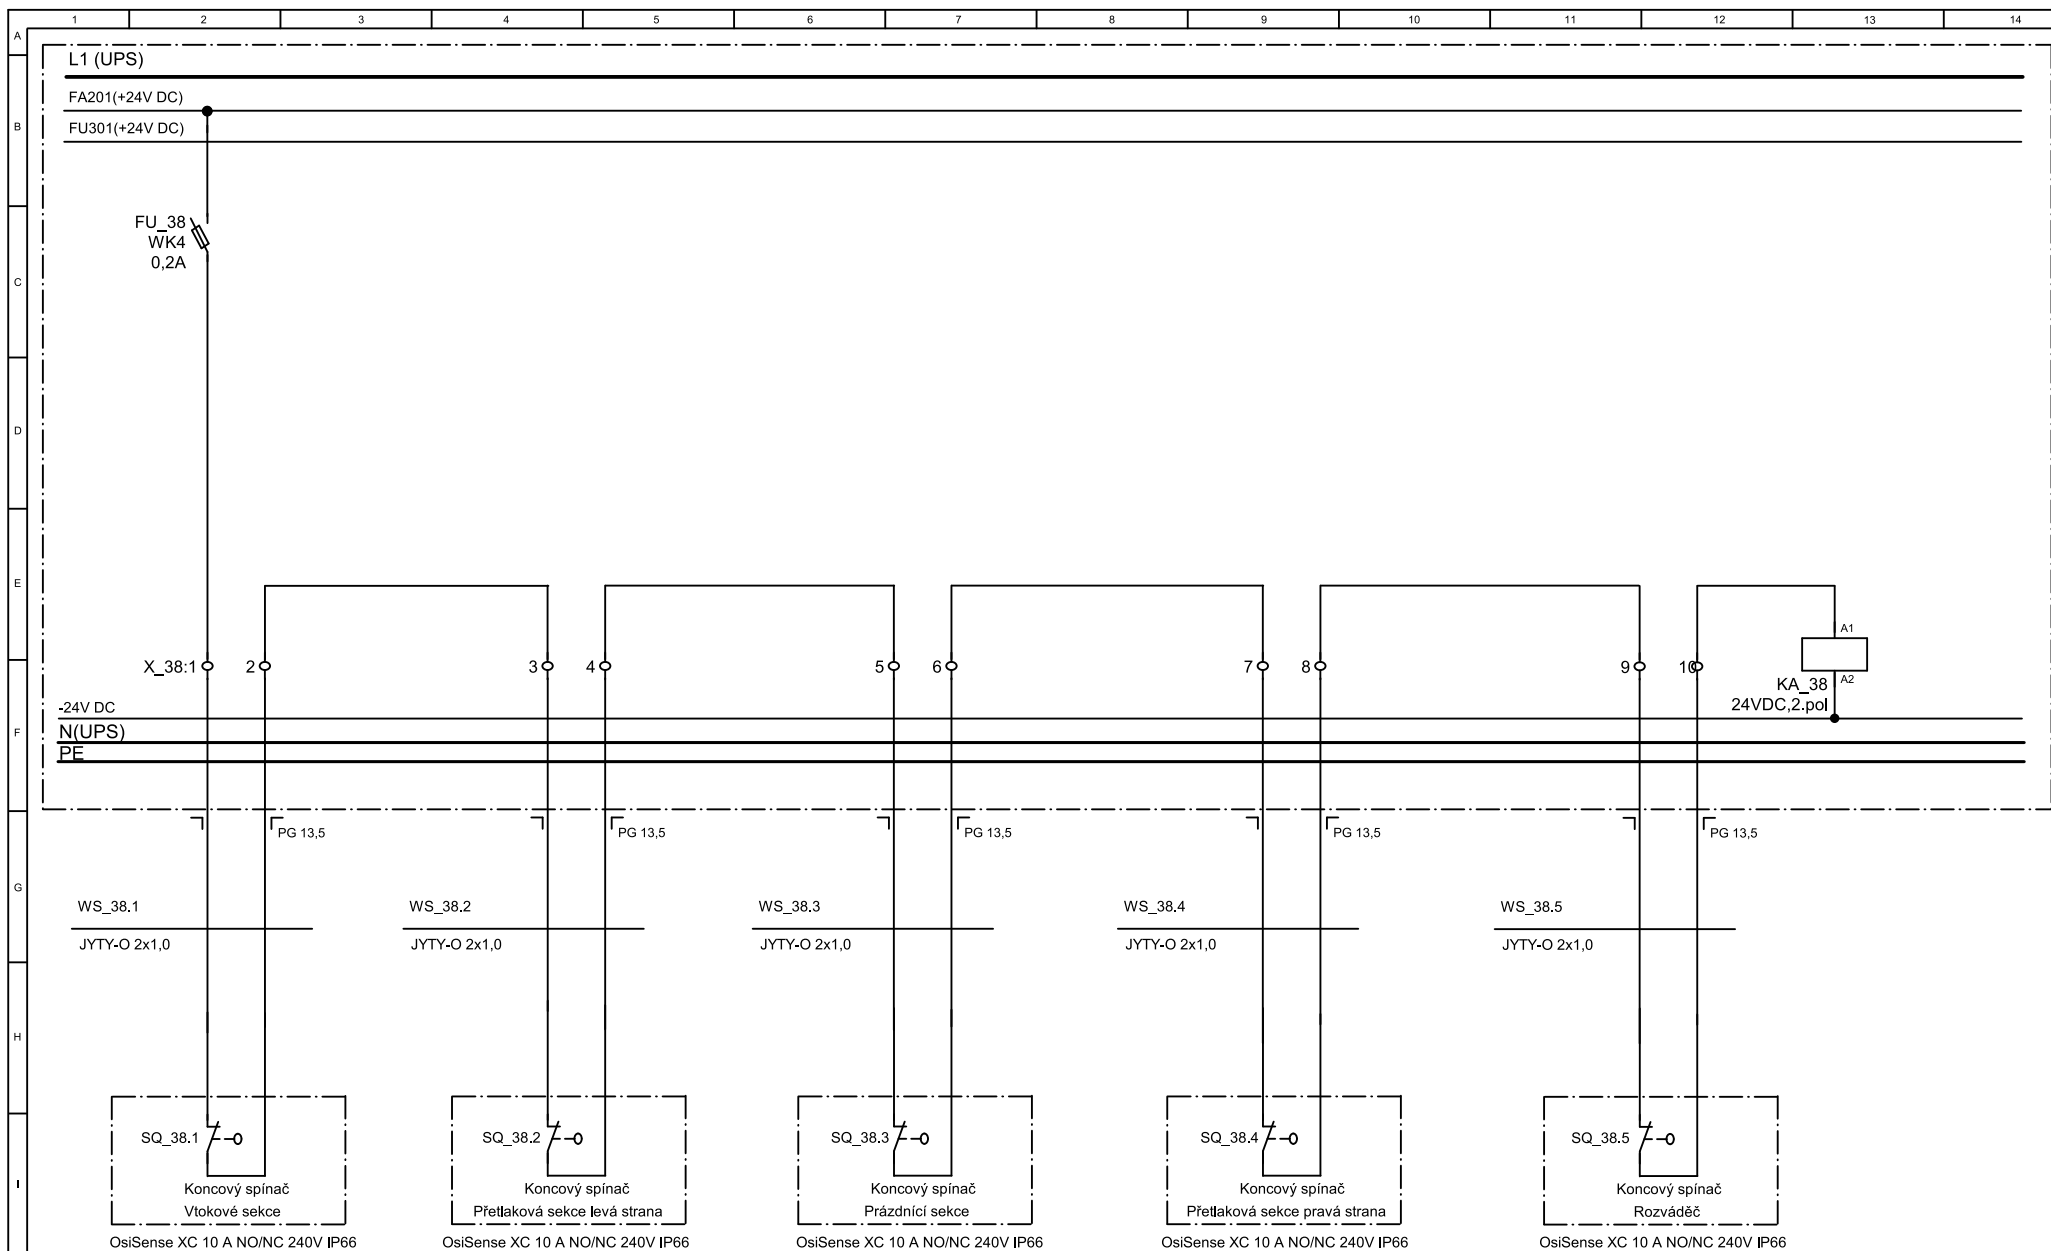 1 2 3 4 5 6 7 8 9 10 11 12 13 14
A
L1 (UPS)
FA201(+24V DC)
B
FU301(+24V DC)
FU_38
WK4
0,2A
C
D
E
A1
X_38:1 2 3 4 5 6 7 8 9 10
A2
KA_38
24VDC,2.pol
-24V DC
F
N(UPS)
PE
PG 13,5 PG 13,5 PG 13,5 PG 13,5 PG 13,5
G
WS_38.1 WS_38.2 WS_38.3 WS_38.4 WS_38.5
JYTY-O 2x1,0 JYTY-O 2x1,0 JYTY-O 2x1,0 JYTY-O 2x1,0 JYTY-O 2x1,0
H
SQ_38.1 SQ_38.2 SQ_38.3 SQ_38.4 SQ_38.5
I
Koncový spínač Koncový spínač Koncový spínač Koncový spínač Koncový spínač
Vtokové sekce Přetlaková sekce levá strana Prázdnící sekce Přetlaková sekce pravá strana Rozváděč
OsiSense XC 10 A NO/NC 240V IP66 OsiSense XC 10 A NO/NC 240V IP66 OsiSense XC 10 A NO/NC 240V IP66 OsiSense XC 10 A NO/NC 240V IP66 OsiSense XC 10 A NO/NC 240V IP66